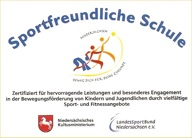 Sportfreundliche Schule
NIEDERSACHSEN
Zertifiziert für hervorragende Leistungen und besonderes Engagement
in der Bewegungsförderung von Kindern und Jugendlichen durch vielfältige
Sport- und Fitnessangebote
Niedersächsisches
Kultusministerium
LandesSportBund
Niedersachsen e.V.